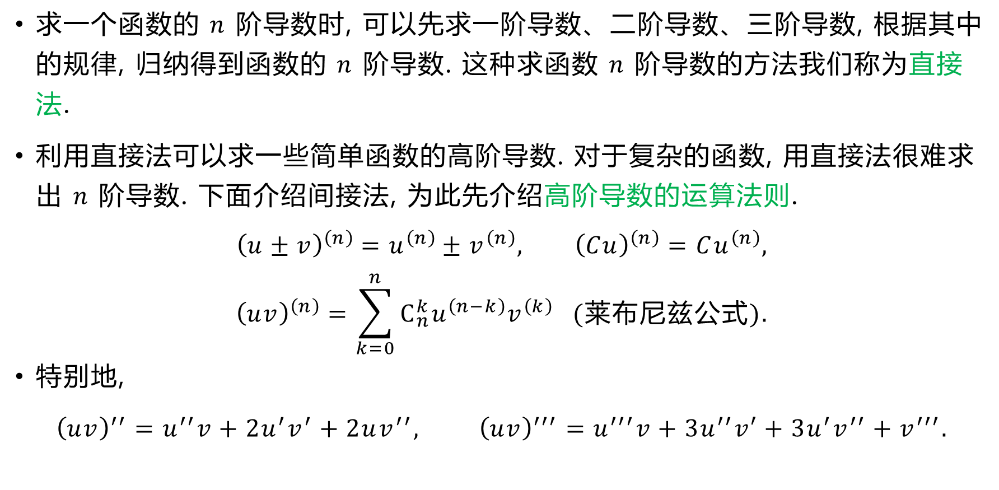 • 求一个函数的 n 阶导数时, 可以先求一阶导数、二阶导数、三阶导数, 根据其中
的规律, 归纳得到函数的 n 阶导数. 这种求函数 n 阶导数的方法我们称为直接
法.
• 利用直接法可以求一些简单函数的高阶导数. 对于复杂的函数, 用直接法很难求
出 n 阶导数. 下面介绍间接法, 为此先介绍高阶导数的运算法则.
(u ± v)^{(n)} = u^{(n)} ± v^{(n)}, (Cu)^{(n)} = Cu^{(n)},
(uv)^{(n)} = \sum_{k=0}^{n} C_n^k u^{(n−k)} v^{(k)} (莱布尼兹公式).
• 特别地,
(uv)′′ = u′′v + 2u′v′ + 2uv′′, (uv)′′′ = u′′′v + 3u′′v′ + 3u′v′′ + v′′′.